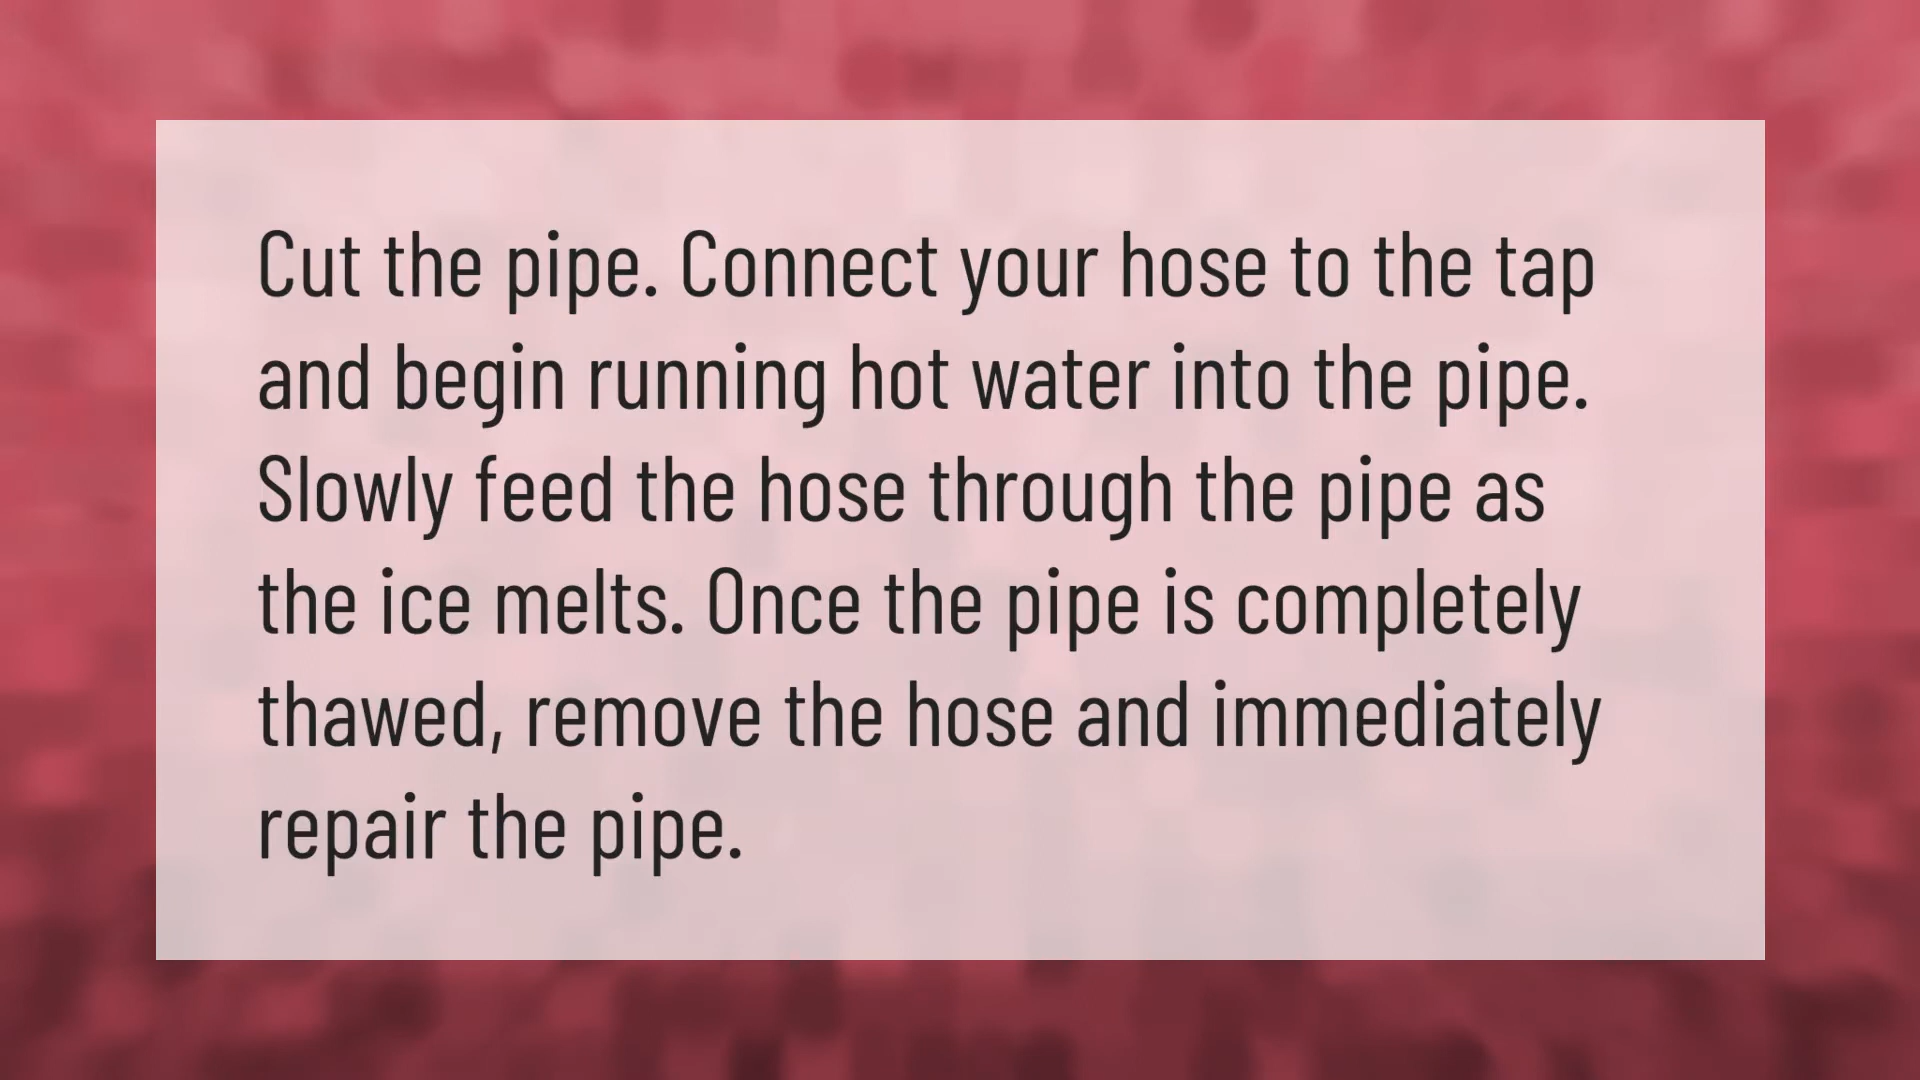 Cut the pipe. Connect your hose to the tap
and begin running hot water into the pipe.
Slowly feed the hose through the pipe as
the ice melts. Once the pipe is completely
thawed, remove the hose and immediately
repair the pipe.